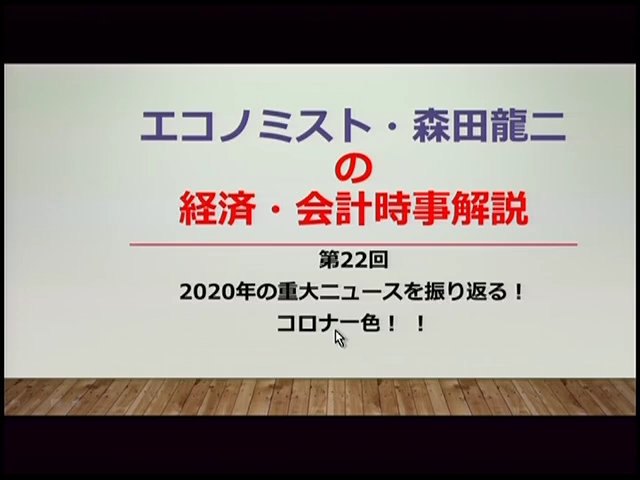 エコノミスト・森田龍二
の
経済・会計時事解説
第22回
2020年の重大ニュースを振り返る！
コロナ一色！ ！